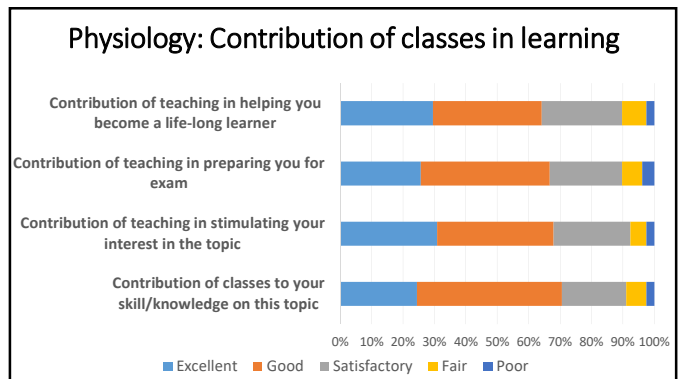 Physiology: Contribution of classes in learning
Contribution of teaching in helping you
become a life-long learner
Contribution of teaching in preparing you for
exam
Contribution of teaching in stimulating your
interest in the topic
Contribution of classes to your
skill/knowledge on this topic
0% 10% 20% 30% 40% 50% 60% 70% 80% 90% 100%
Excellent Good Satisfactory Fair Poor